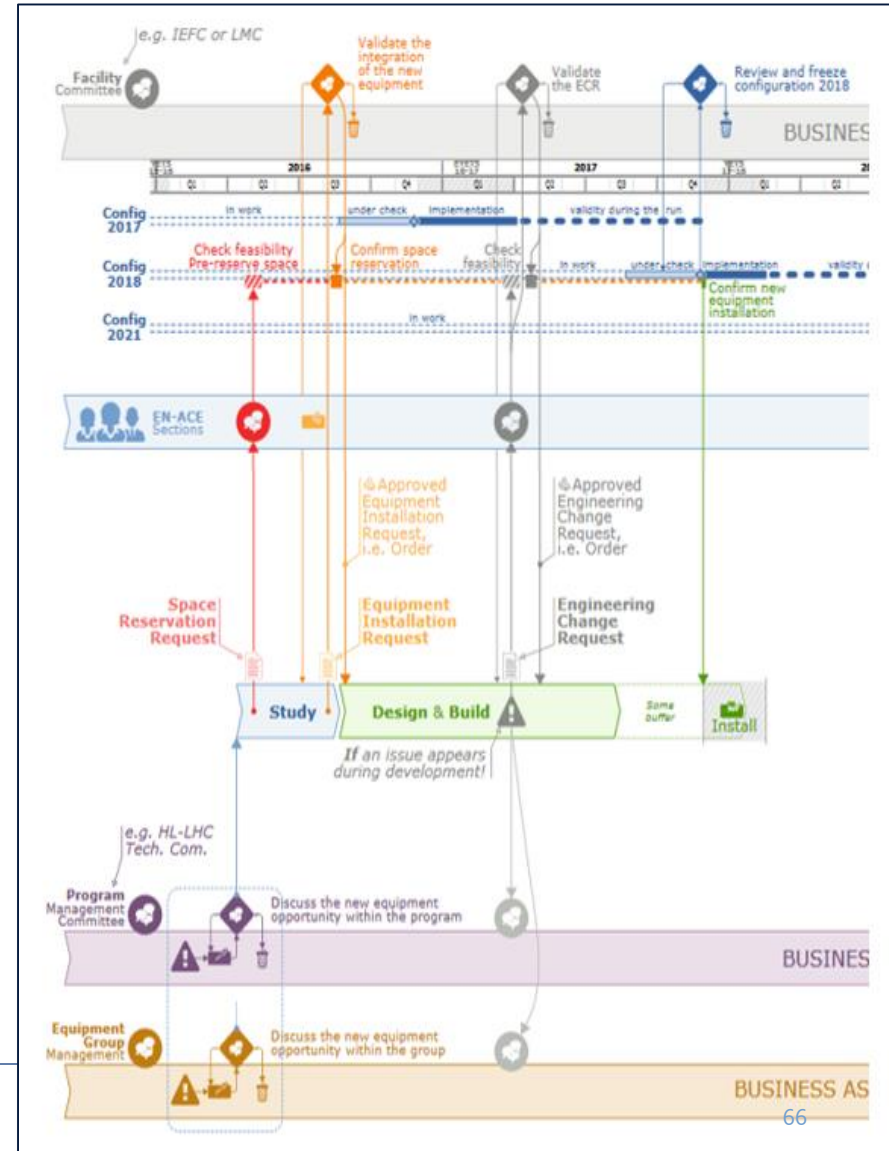 e.g. IEFC or LMC
Facility
Committee
Validate the
integration
of the new
equipment
Validate
the ECR
Review and freeze
configuration 2018
BUSINES
2016
2017
Q1
Q2
Q3
Q4
Q1
Q2
Q3
Q4
Q1
Q2
Config
2017
in work
under check
implementation
validity during the run
Check feasibility
Pre-reserve space
Confirm space
reservation
Check
feasibility
Config
2018
in work
under check
implementation
validity
Confirm new
equipment
installation
Config
2021
in work
EN-ACE
Sections
Approved
Equipment
Installation
Request,
i.e. Order
Approved
Engineering
Change
Request,
i.e. Order
Space
Reservation
Request
Equipment
Installation
Request
Engineering
Change
Request
Study
Design & Build
Some
buffer
Install
If an issue appears
during development!
e.g. HL-LHC
Tech. Com.
Program
Management
Committee
Discuss the new equipment
opportunity within the program
BUSINES
Equipment
Group
Management
Discuss the new equipment
opportunity within the group
BUSINESS AS
66